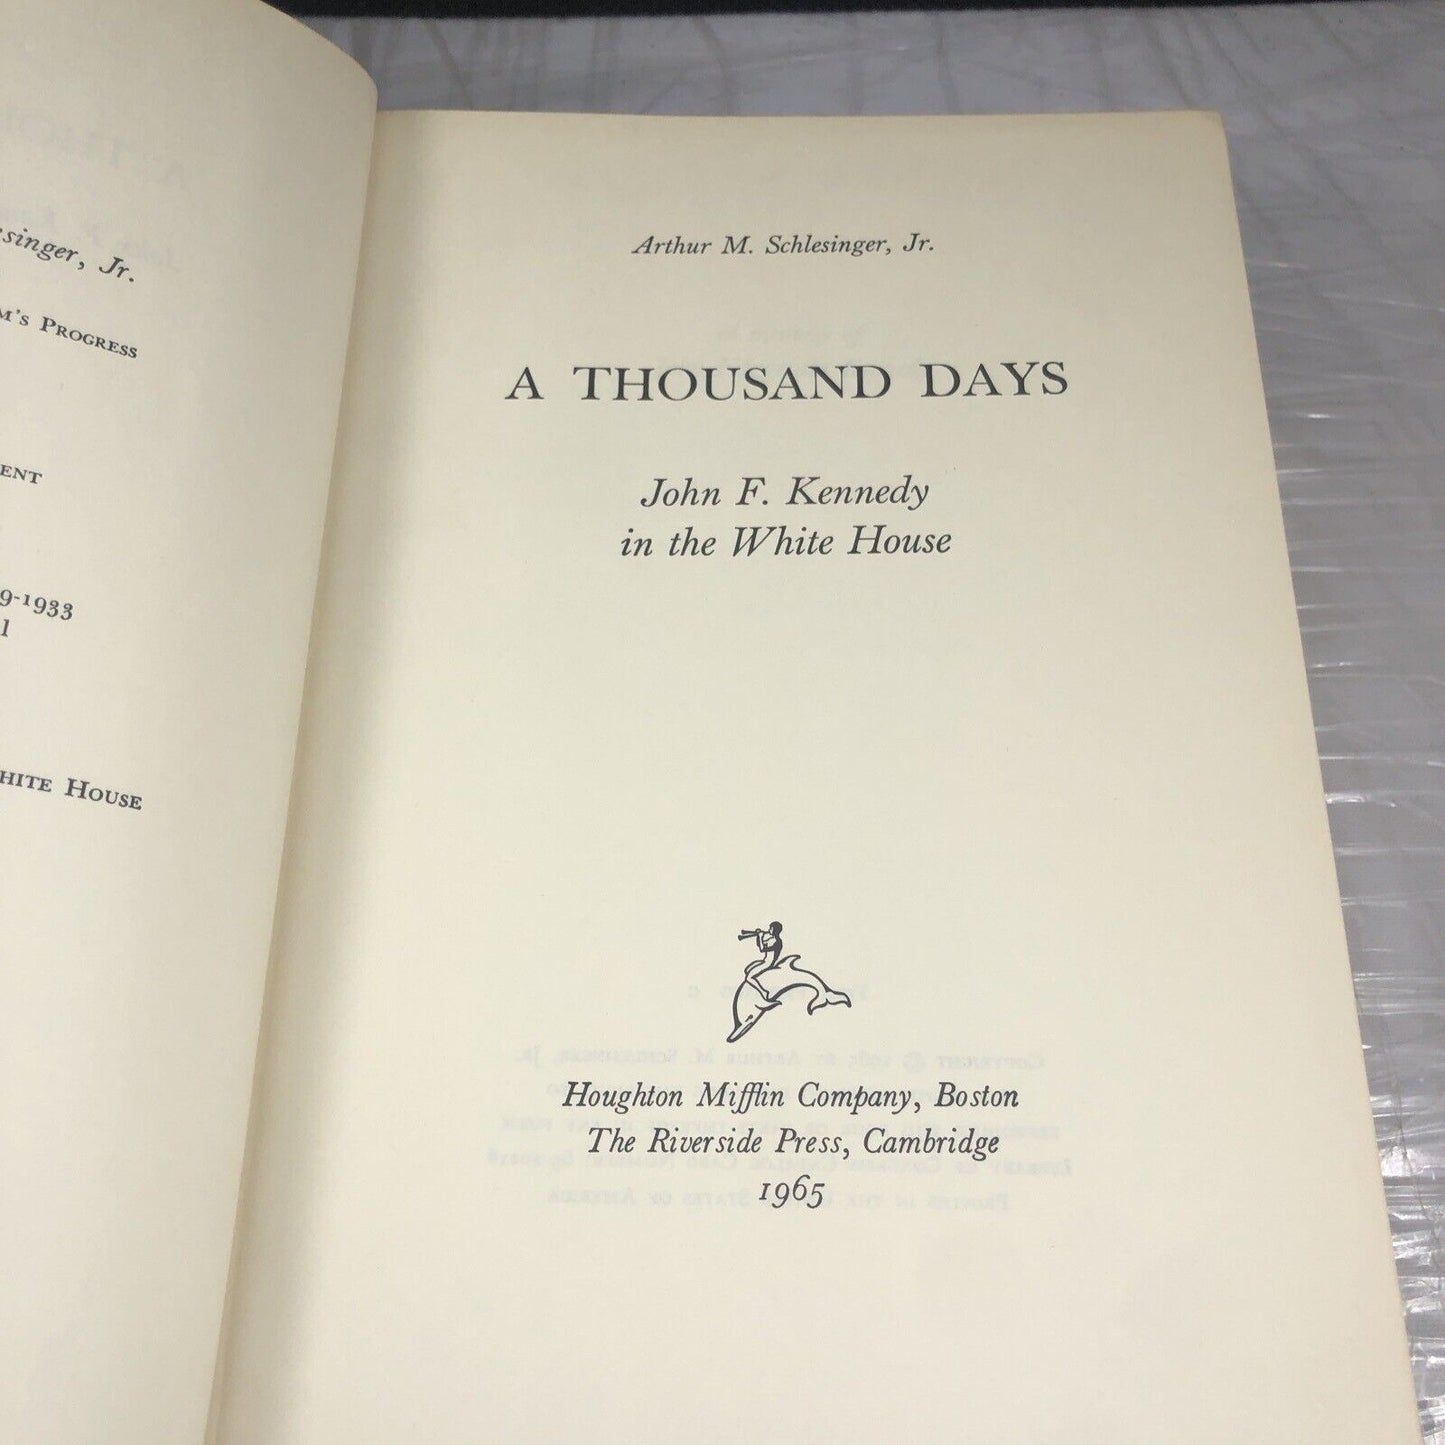 singer, Jr.
M's PROGRESS
ENT
9-1933
l
HITE HOUSE
Arthur M. Schlesinger, Jr.
A THOUSAND DAYS
John F. Kennedy
in the White House
Houghton Mifflin Company, Boston
The Riverside Press, Cambridge
1965